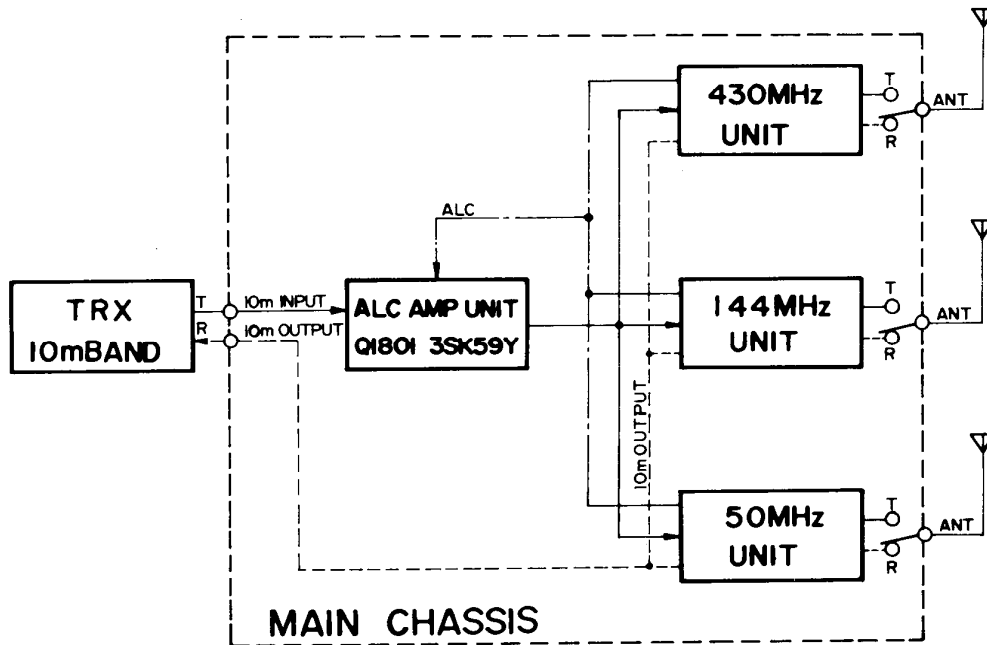 430MHz
UNIT
T
R
ANT
ALC
TRX
10mBAND
T
R
10m INPUT
10m OUTPUT
ALC AMP UNIT
Q1801 3SK59Y
144MHz
UNIT
T
R
ANT
10m OUTPUT
50MHz
UNIT
T
R
ANT
MAIN CHASSIS